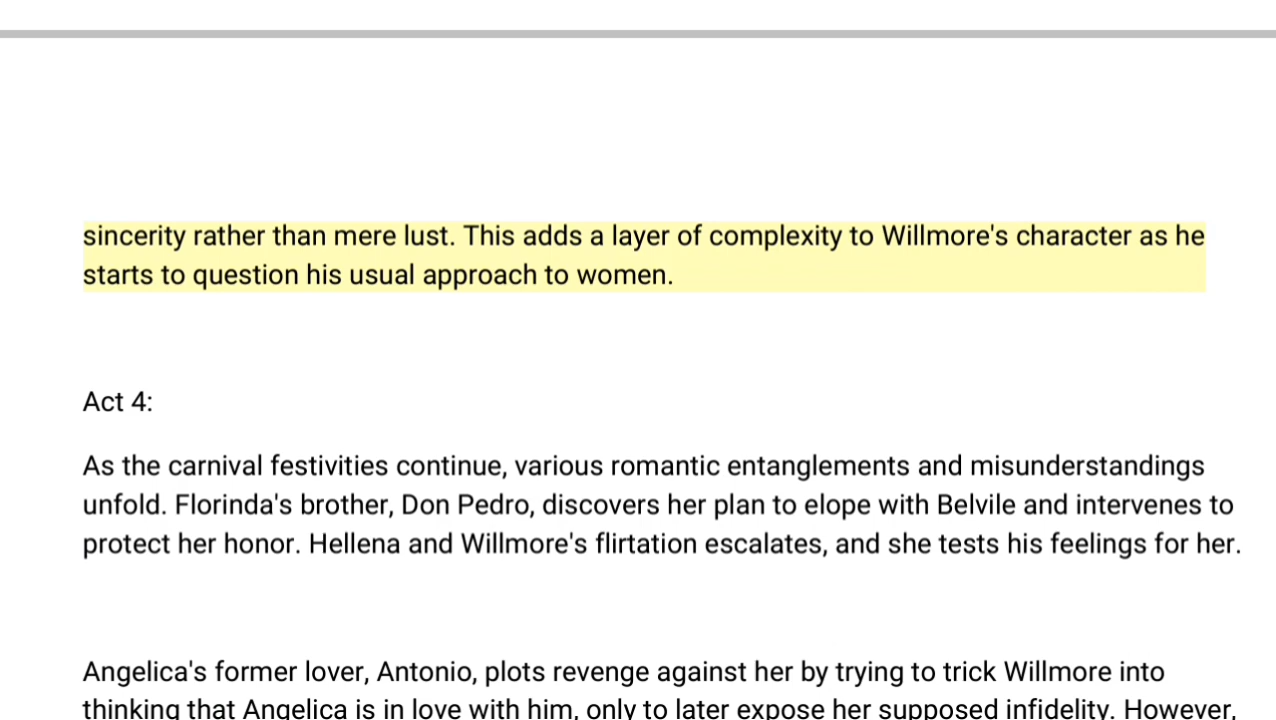 sincerity rather than mere lust. This adds a layer of complexity to Willmore's character as he
starts to question his usual approach to women.
Act 4:
As the carnival festivities continue, various romantic entanglements and misunderstandings
unfold. Florinda's brother, Don Pedro, discovers her plan to elope with Belvile and intervenes to
protect her honor. Hellena and Willmore's flirtation escalates, and she tests his feelings for her.
Angelica's former lover, Antonio, plots revenge against her by trying to trick Willmore into
thinking that Angelica is in love with him, only to later expose her supposed infidelity. However,